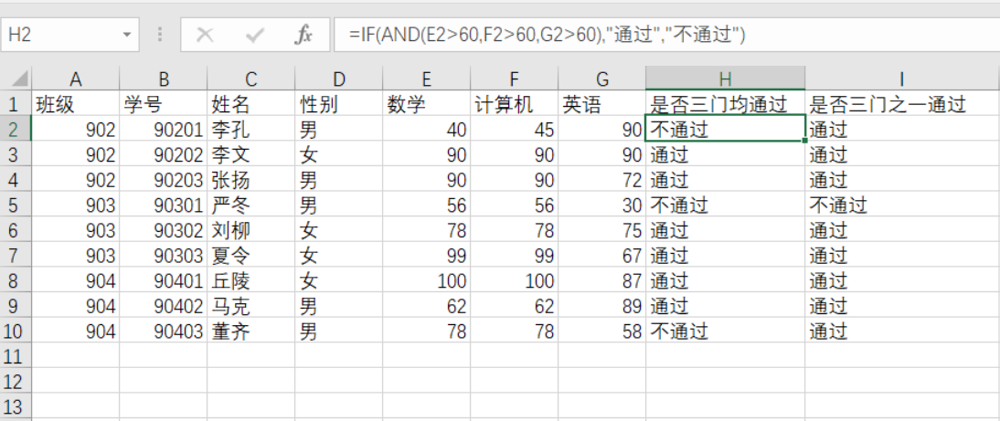 H2 fx =IF(AND(E2>60,F2>60,G2>60),"通过","不通过")
A B C D E F G H I
1 班级 学号 姓名 性别 数学 计算机 英语 是否三门均通过 是否三门之一通过
2 902 90201 李孔 男 40 45 90 不通过 通过
3 902 90202 李文 女 90 90 90 通过 通过
4 902 90203 张扬 男 90 90 72 通过 通过
5 903 90301 严冬 男 56 56 30 不通过 不通过
6 903 90302 刘柳 女 78 78 75 通过 通过
7 903 90303 夏令 女 99 99 67 通过 通过
8 904 90401 丘陵 女 100 100 87 通过 通过
9 904 90402 马克 男 62 62 89 通过 通过
10 904 90403 董齐 男 78 78 58 不通过 通过
11
12
13